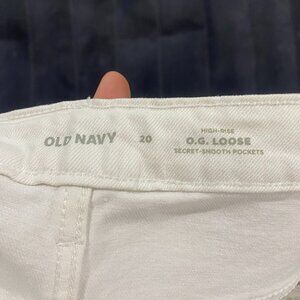 OLD NAVY
20
HIGH-RISE
O.G. LOOSE
SECRET-SMOOTH POCKETS